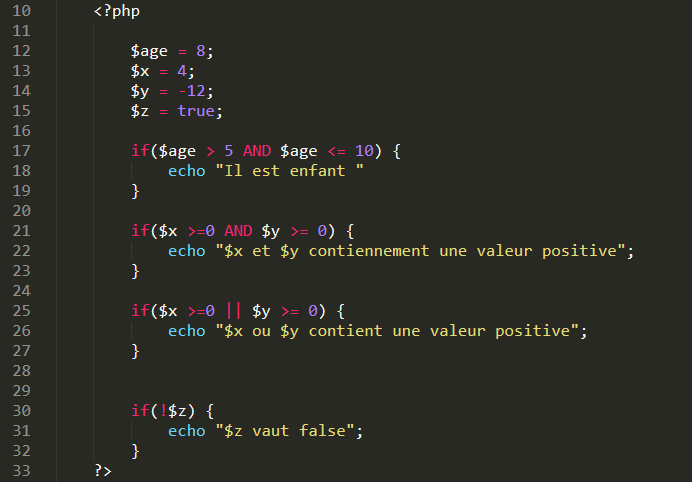 10 <?php
11
12 $age = 8;
13 $x = 4;
14 $y = -12;
15 $z = true;
16
17 if($age > 5 AND $age <= 10) {
18 echo "Il est enfant "
19 }
20
21 if($x >=0 AND $y >= 0) {
22 echo "$x et $y contiennement une valeur positive";
23 }
24
25 if($x >=0 || $y >= 0) {
26 echo "$x ou $y contient une valeur positive";
27 }
28
29
30 if(!$z) {
31 echo "$z vaut false";
32 }
33 ?>